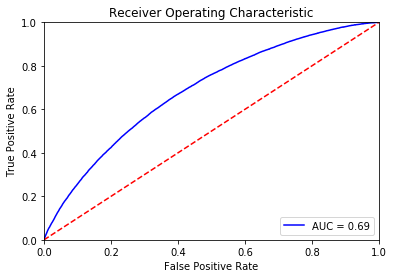 Receiver Operating Characteristic
1.0
0.8
0.6
0.4
0.2
0.0
True Positive Rate
AUC = 0.69
0.0 0.2 0.4 0.6 0.8 1.0
False Positive Rate